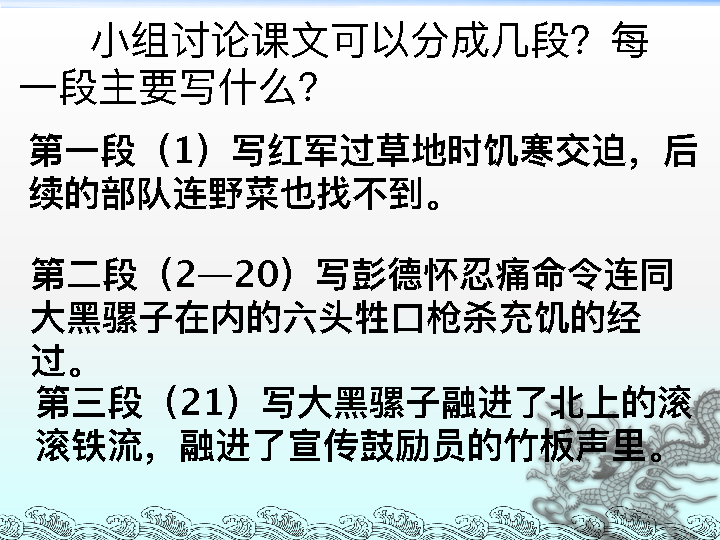 小组讨论课文可以分成几段？每
一段主要写什么？
第一段（1）写红军过草地时饥寒交迫，后
续的部队连野菜也找不到。
第二段（2—20）写彭德怀忍痛命令连同
大黑骡子在内的六头牲口枪杀充饥的经
过。
第三段（21）写大黑骡子融进了北上的滚
滚铁流，融进了宣传鼓励员的竹板声里。